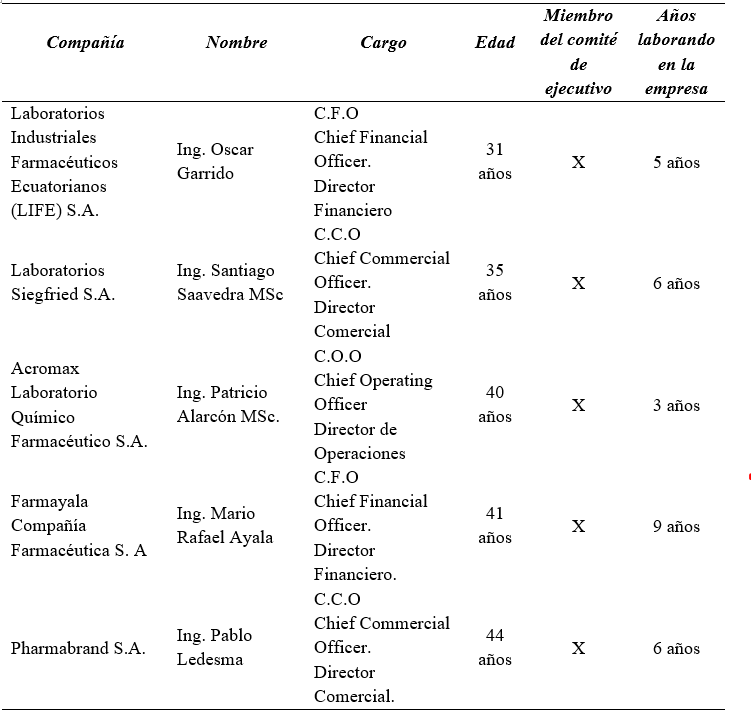 Compañía Nombre Cargo Edad Miembro del comité de ejecutivo Años laborando en la empresa
Laboratorios Industriales Farmacéuticos Ecuatorianos (LIFE) S.A. Ing. Oscar Garrido C.F.O Chief Financial Officer. Director Financiero 31 años X 5 años
Laboratorios Siegfried S.A. Ing. Santiago Saavedra MSc C.C.O Chief Commercial Officer. Director Comercial 35 años X 6 años
Acromax Laboratorio Químico Farmacéutico S.A. Ing. Patricio Alarcón MSc. C.O.O Chief Operating Officer Director de Operaciones 40 años X 3 años
Farmayala Compañía Farmacéutica S. A Ing. Mario Rafael Ayala C.F.O Chief Financial Officer. Director Financiero. 41 años X 9 años
Pharmabrand S.A. Ing. Pablo Ledesma C.C.O Chief Commercial Officer. Director Comercial. 44 años X 6 años